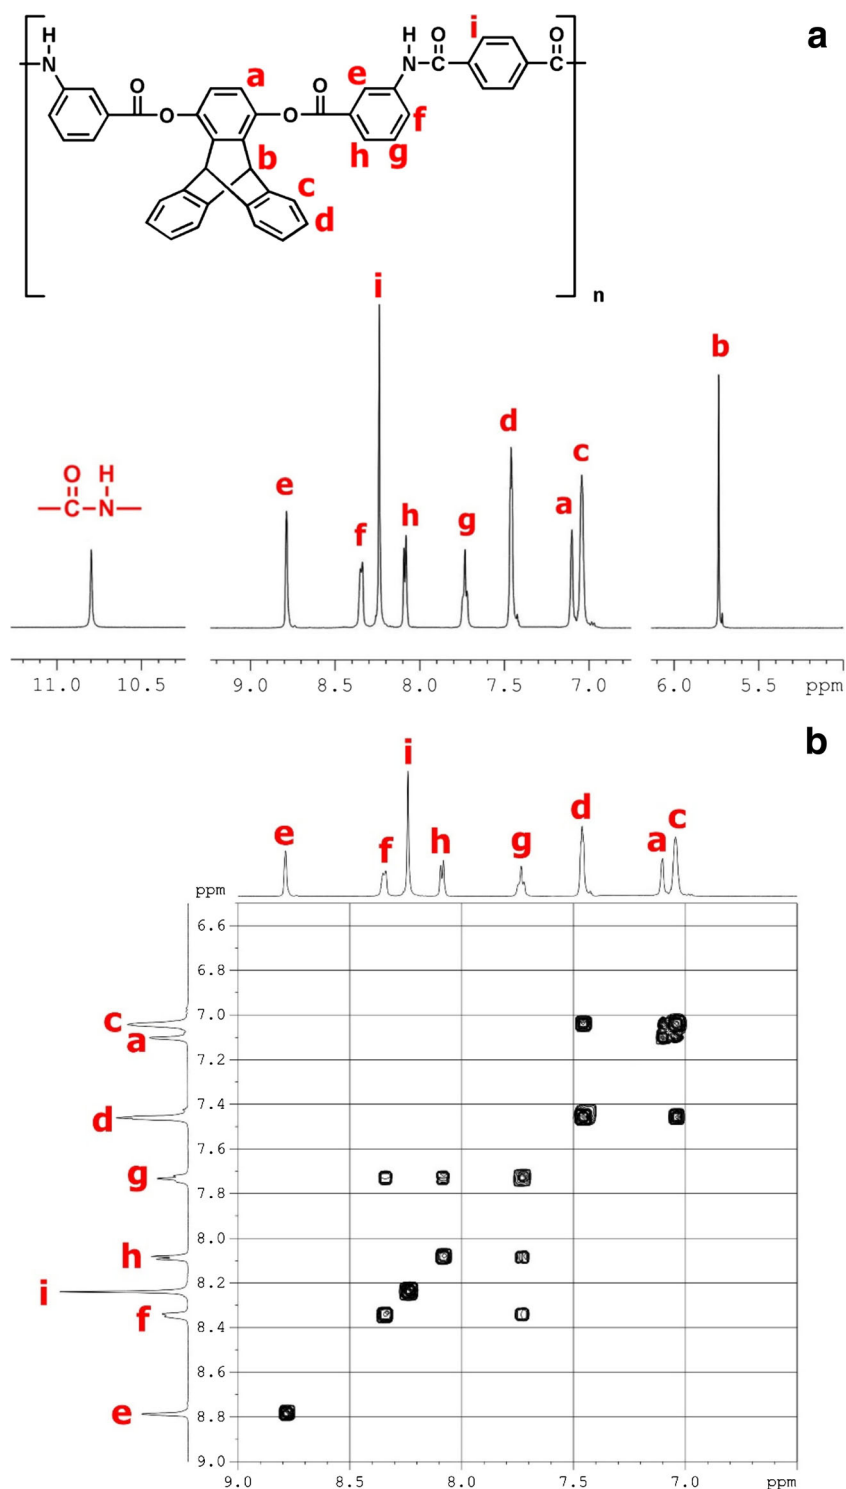 a
H O i O
H N C C
N a O O e
O O f
b h g
c
d
n
i
b
d
O H c
C N e a
f h g
11.0 10.5 9.0 8.5 8.0 7.5 7.0 6.0 5.5 ppm
b
i
d
e f h g a c
ppm
6.6
6.8
c 7.0
a 7.2
d 7.4
7.6
g 7.8
8.0
h 8.2
i
f 8.4
8.6
e 8.8
9.0
9.0 8.5 8.0 7.5 7.0 ppm